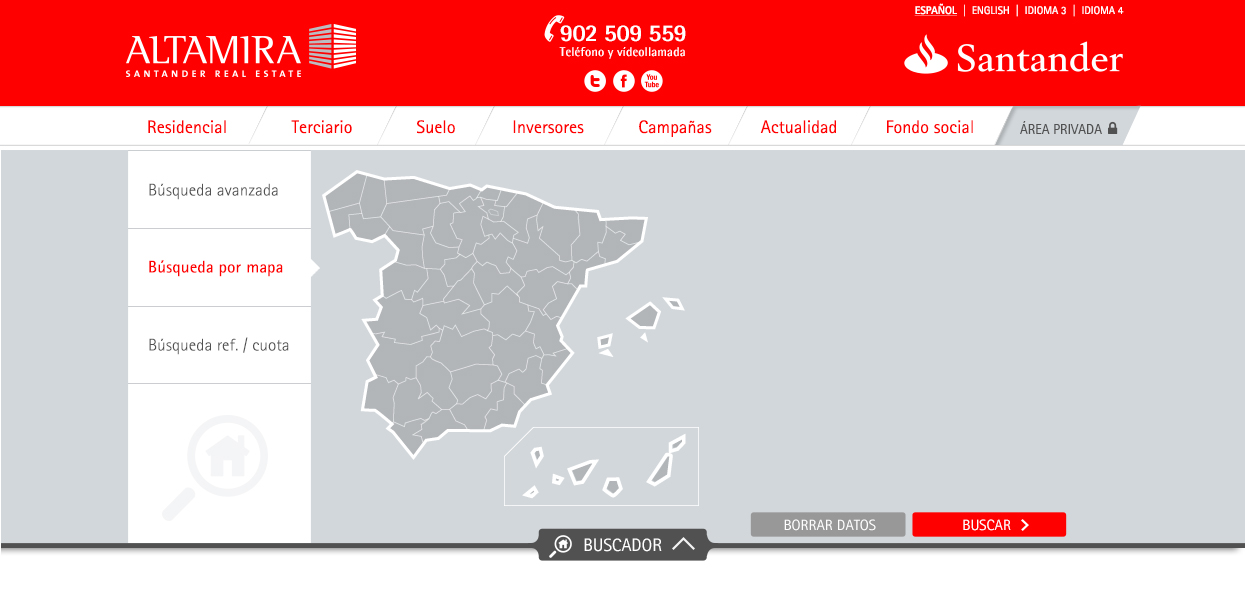 ESPAÑOL | ENGLISH | IDIOMA 3 | IDIOMA 4
ALTAMIRA
SANTANDER REAL ESTATE
902 509 559
Teléfono y vídeollamada
You
Tube
Santander
Residencial
Terciario
Suelo
Inversores
Campañas
Actualidad
Fondo social
ÁREA PRIVADA
Búsqueda avanzada
Búsqueda por mapa
Búsqueda ref. / cuota
BORRAR DATOS
BUSCAR
BUSCADOR